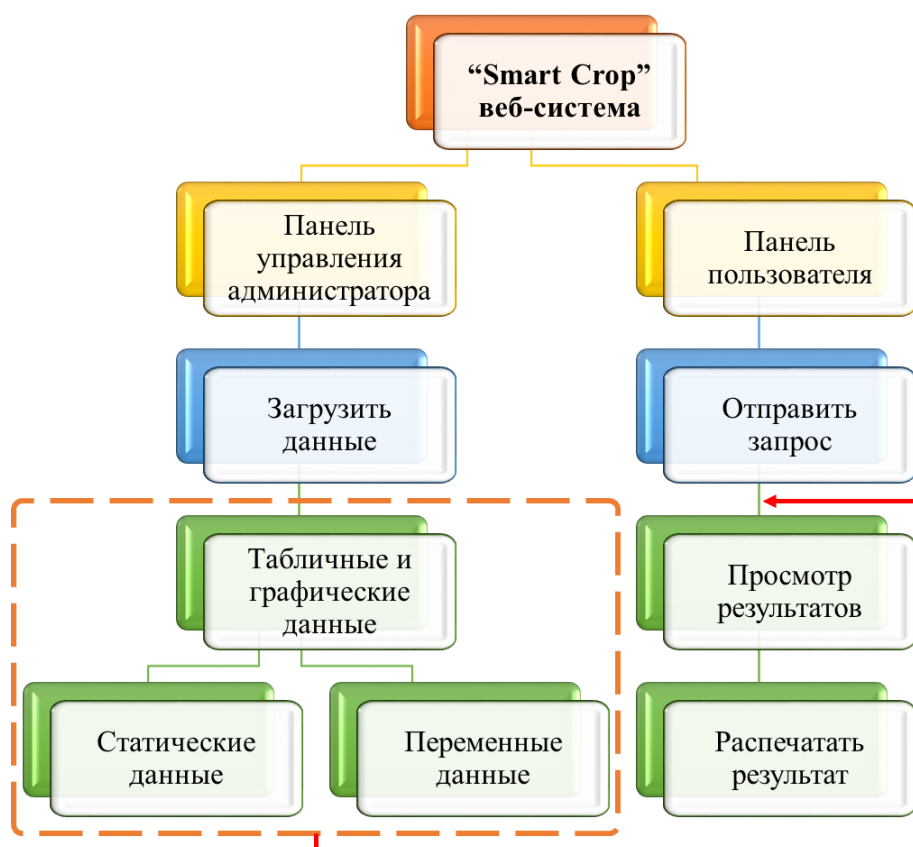 “Smart Crop”
веб-система
Панель
управления
администратора
Панель
пользователя
Загрузить
данные
Отправить
запрос
Табличные и
графические
данные
Просмотр
результатов
Статические
данные
Переменные
данные
Распечатать
результат